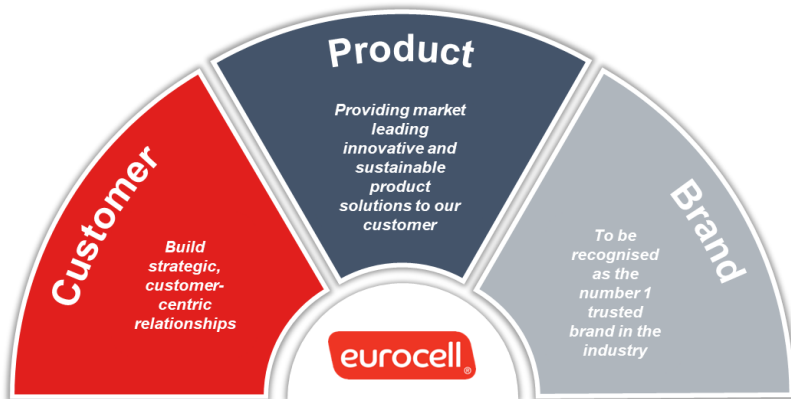 Customer
Build
strategic,
customer-
centric
relationships
Product
Providing market
leading
innovative and
sustainable
product
solutions to our
customer
Brand
To be
recognised
as the
number 1
trusted
brand in the
industry
eurocell®